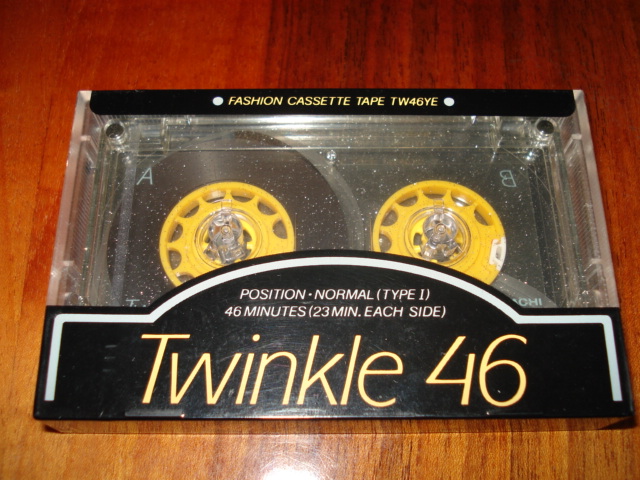 FASHION CASSETTE TAPE TW46YE
A
B
POSITION · NORMAL (TYPE I)
46 MINUTES (23 MIN. EACH SIDE)
Twinkle 46